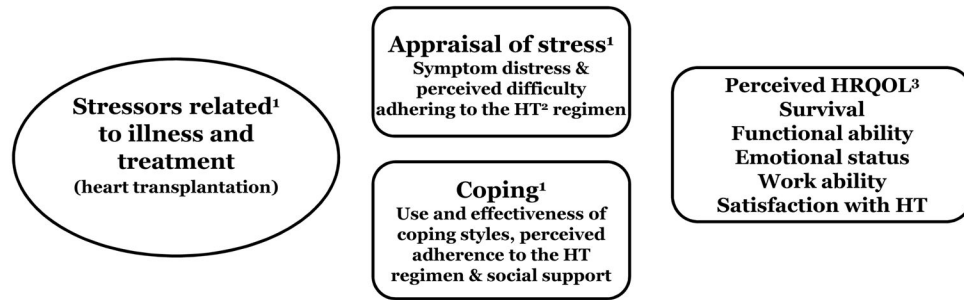 Stressors related¹
to illness and
treatment
(heart transplantation)
Appraisal of stress¹
Symptom distress &
perceived difficulty
adhering to the HT² regimen
Coping¹
Use and effectiveness of
coping styles, perceived
adherence to the HT
regimen & social support
Perceived HRQOL³
Survival
Functional ability
Emotional status
Work ability
Satisfaction with HT